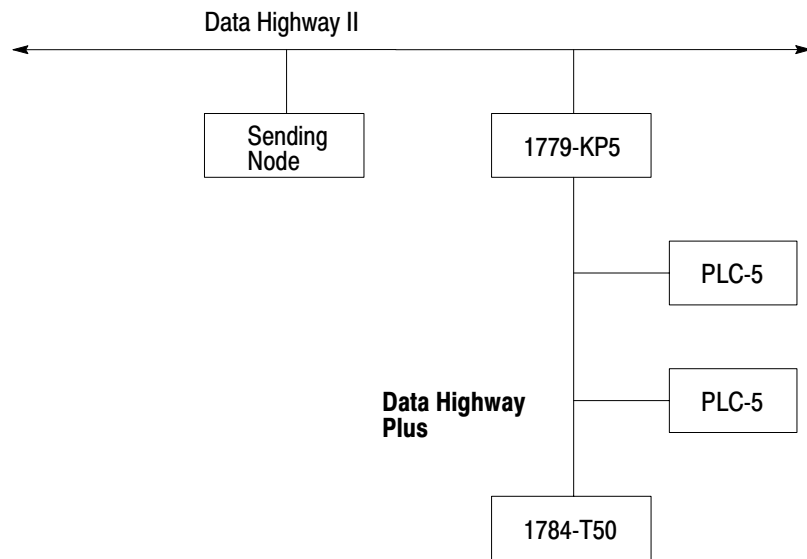 Data Highway II
Sending
Node
1779-KP5
PLC-5
PLC-5
Data Highway
Plus
1784-T50